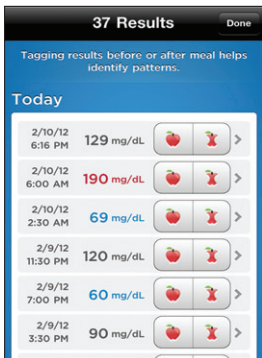 37 Results
Done
Tagging results before or after meal helps
identify patterns.
Today
2/10/12
6:16 PM
129 mg/dL
2/10/12
6:00 AM
190 mg/dL
2/10/12
2:30 AM
69 mg/dL
2/9/12
11:30 PM
120 mg/dL
2/9/12
7:00 PM
60 mg/dL
2/9/12
3:30 PM
90 mg/dL